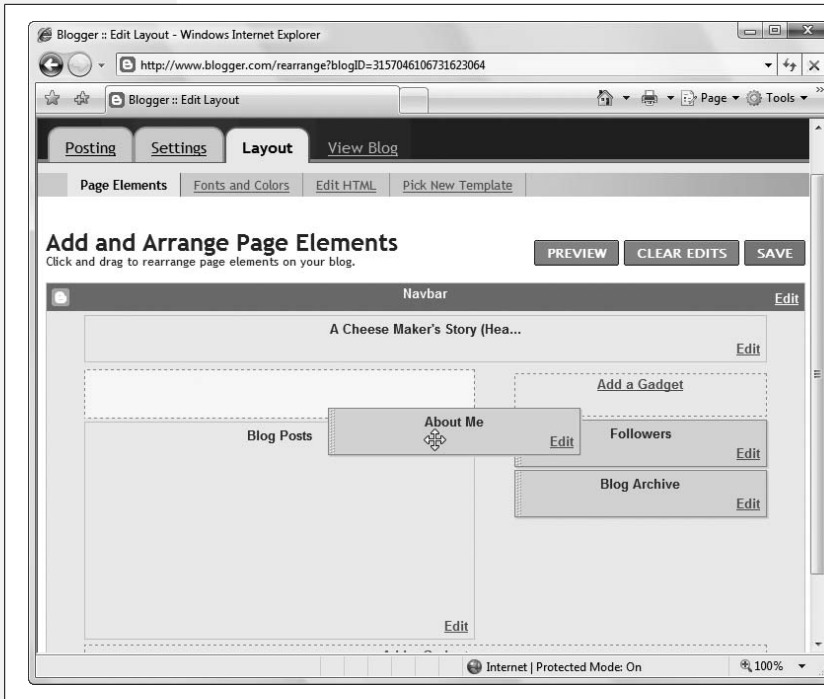 Blogger :: Edit Layout - Windows Internet Explorer
http://www.blogger.com/rearrange?blogID=3157046106731623064
Blogger :: Edit Layout
Page
Tools
Posting
Settings
Layout
View Blog
Page Elements
Fonts and Colors
Edit HTML
Pick New Template
Add and Arrange Page Elements
Click and drag to rearrange page elements on your blog.
PREVIEW
CLEAR EDITS
SAVE
Navbar
Edit
A Cheese Maker's Story (Hea...
Edit
Add a Gadget
About Me
Edit
Blog Posts
Followers
Edit
Blog Archive
Edit
Edit
Internet | Protected Mode: On
100%